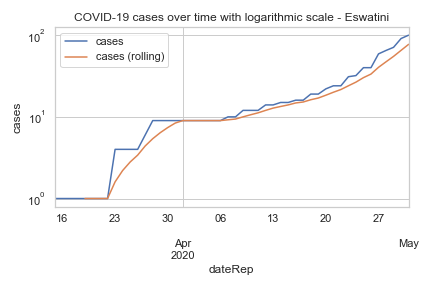 COVID-19 cases over time with logarithmic scale - Eswatini
cases
cases (rolling)
10²
10¹
10⁰
cases
16 23 30 06 13 20 27
Apr May
2020
dateRep